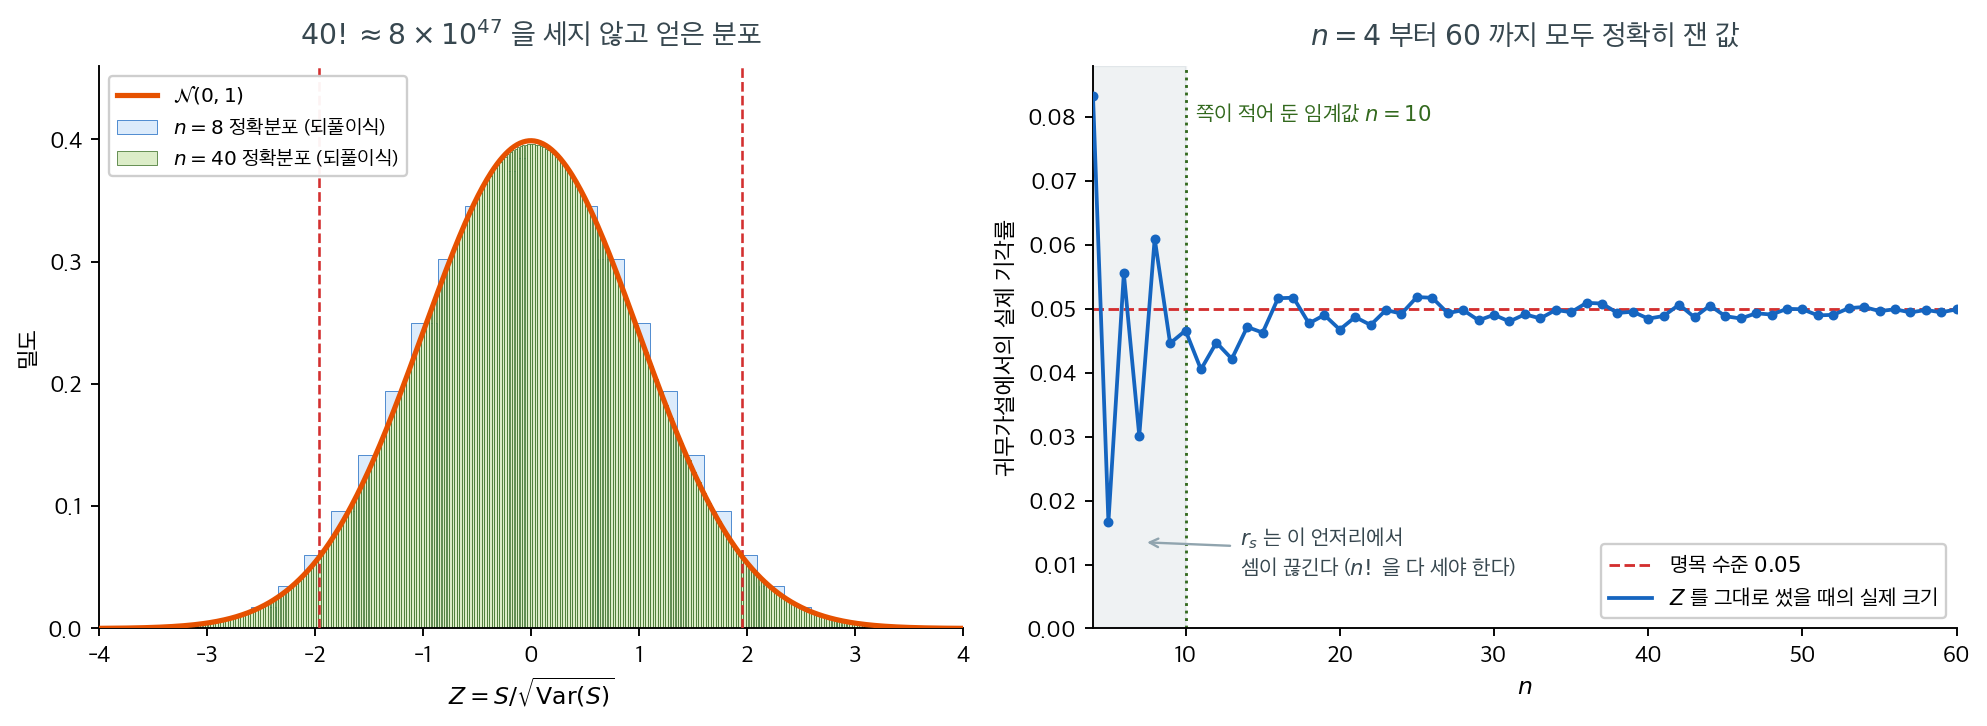 40! ≈ 8 × 10^47 을 세지 않고 얻은 분포
N(0, 1)
n = 8 정확분포 (되풀이식)
n = 40 정확분포 (되풀이식)
밀도
0.4
0.3
0.2
0.1
0.0
-4 -3 -2 -1 0 1 2 3 4
Z = S/√Var(S)
n = 4 부터 60 까지 모두 정확히 잰 값
쪽이 적어 둔 임계값 n = 10
귀무가설에서의 실제 기각률
0.08
0.07
0.06
0.05
0.04
0.03
0.02
0.01
0.00
r_s 는 이 언저리에서
셈이 끊긴다 (n! 을 다 세야 한다)
명목 수준 0.05
Z 를 그대로 썼을 때의 실제 크기
10 20 30 40 50 60
n